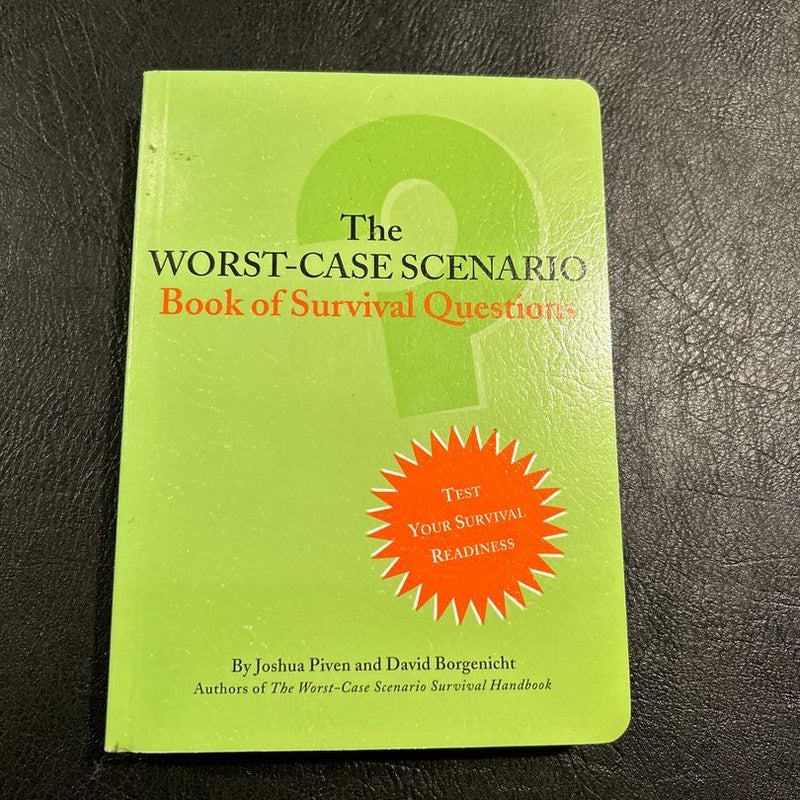 The
WORST-CASE SCENARIO
Book of Survival Questions
TEST
YOUR SURVIVAL
READINESS
By Joshua Piven and David Borgenicht
Authors of The Worst-Case Scenario Survival Handbook